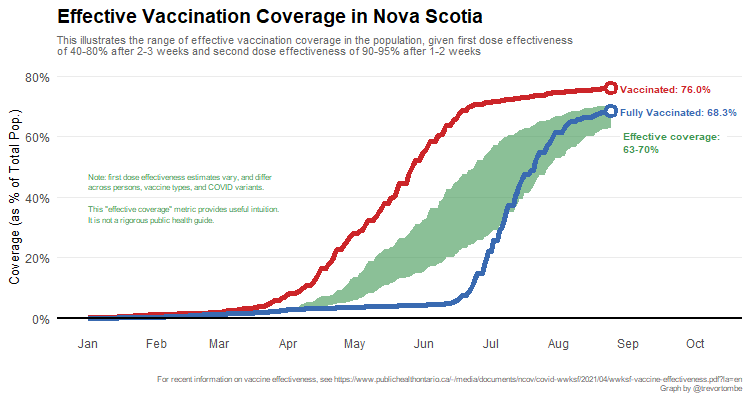 Effective Vaccination Coverage in Nova Scotia
This illustrates the range of effective vaccination coverage in the population, given first dose effectiveness
of 40-80% after 2-3 weeks and second dose effectiveness of 90-95% after 1-2 weeks
Coverage (as % of Total Pop.)
80%
60%
40%
20%
0%
Vaccinated: 76.0%
Fully Vaccinated: 68.3%
Effective coverage:
63-70%
Note: first dose effectiveness estimates vary, and differ
across persons, vaccine types, and COVID variants.
This "effective coverage" metric provides useful intuition.
It is not a rigorous public health guide.
Jan Feb Mar Apr May Jun Jul Aug Sep Oct
For recent information on vaccine effectiveness, see https://www.publichealthontario.ca/-/media/documents/ncov/covid-wwksf/2021/04/wwksf-vaccine-effectiveness.pdf?la=en
Graph by @trevortombe